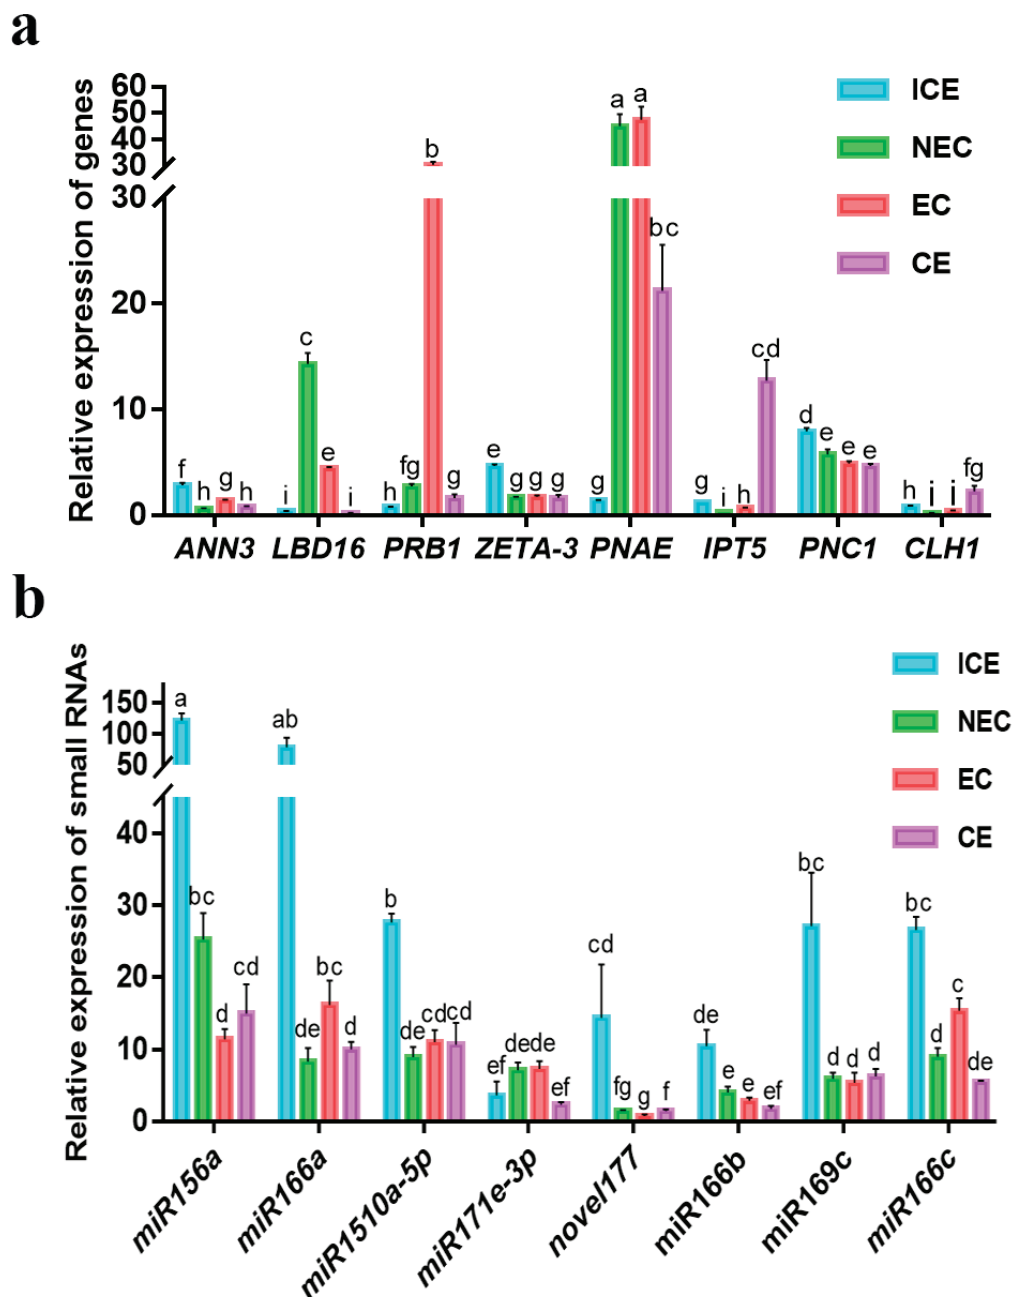 a
Relative expression of genes
60
50
40
30
30
20
10
0
ICE
NEC
EC
CE
f h g h
i c e i
h fg b g
e g g g
g a a bc
g i h cd
d e e e
h i i fg
ANN3 LBD16 PRB1 ZETA-3 PNAE IPT5 PNC1 CLH1
b
Relative expression of small RNAs
150
100
50
40
30
20
10
0
ICE
NEC
EC
CE
a bc d cd
ab de bc d
b de cd cd
ef de de ef
cd fg g f
de e e ef
bc d d d
bc d c de
miR156a miR166a miR1510a-5p miR171e-3p novel177 miR166b miR169c miR166c